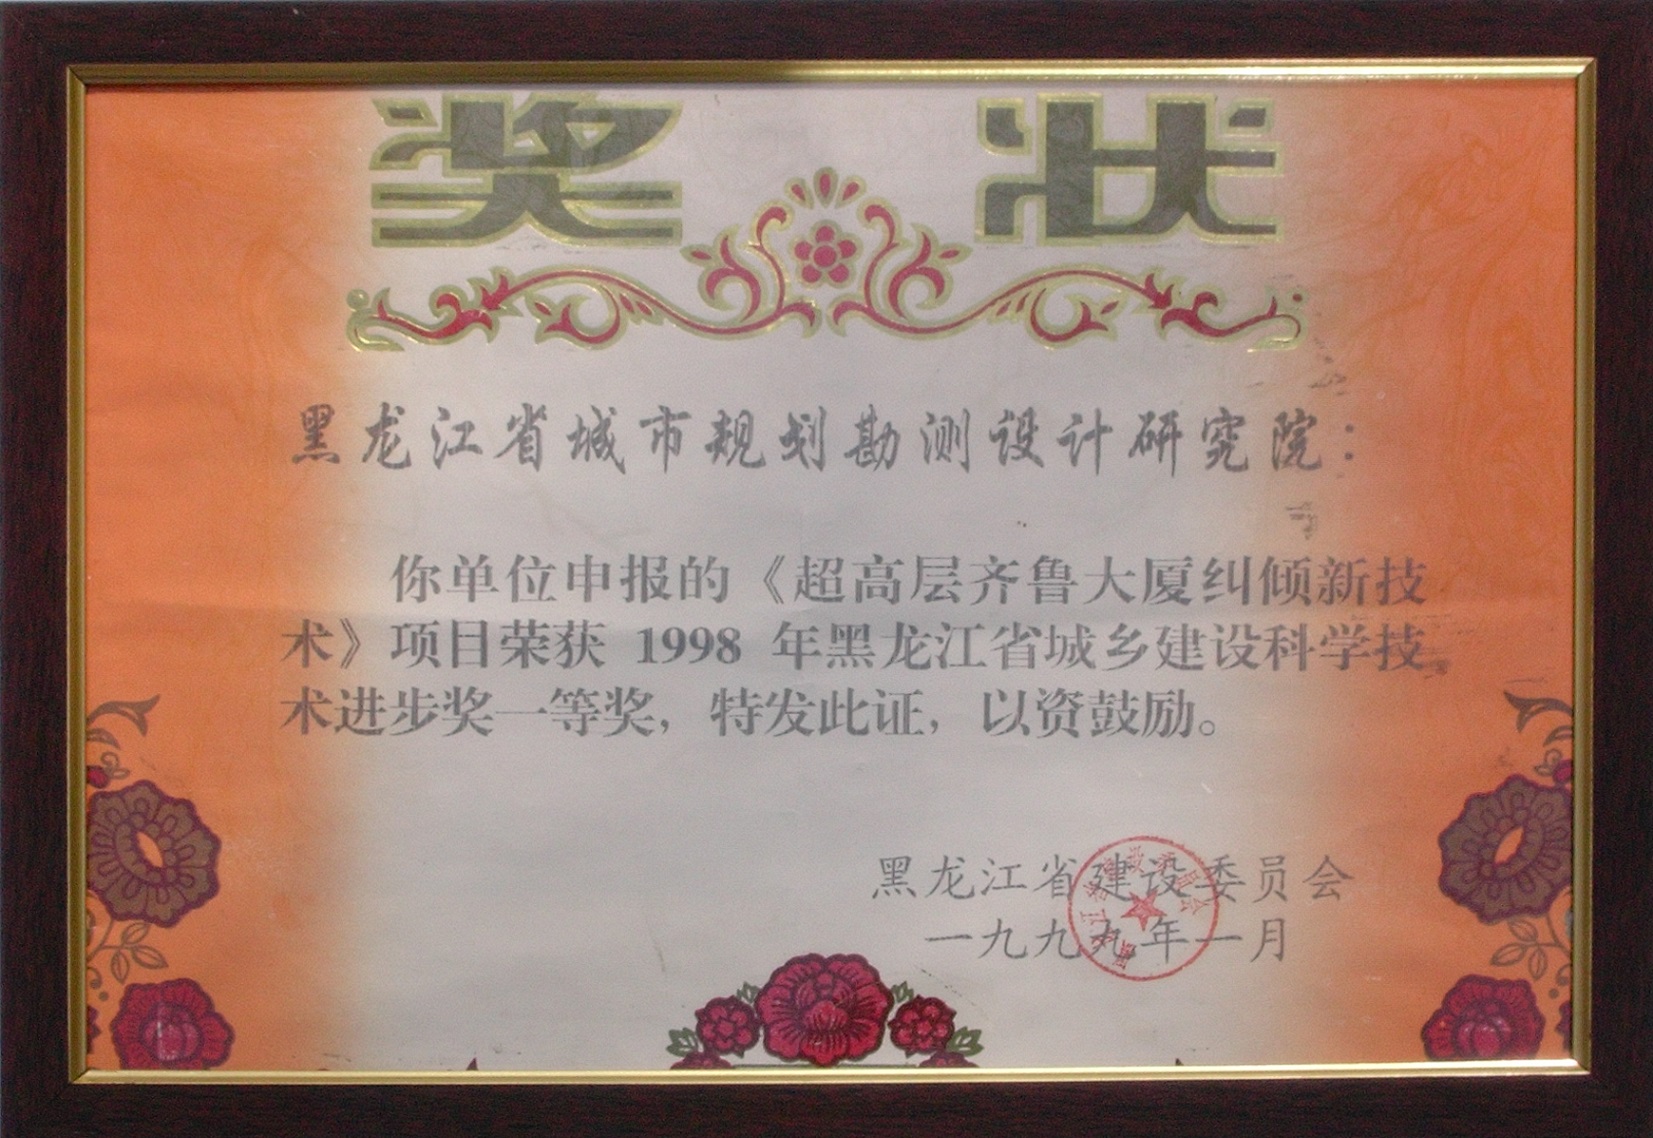 奖 状
黑龙江省城市规划勘测设计研究院：
你单位申报的《超高层齐鲁大厦纠倾新技
术》项目荣获 1998 年黑龙江省城乡建设科学技
术进步奖一等奖，特发此证，以资鼓励。
黑龙江省建设委员会
一九九九年一月